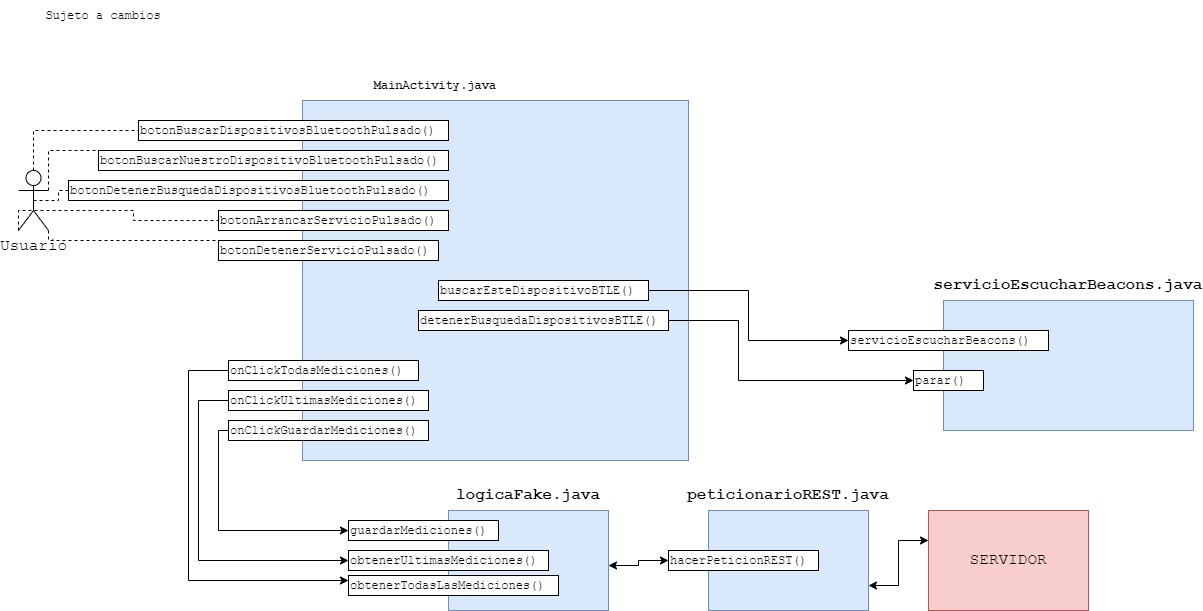 Sujeto a cambios
MainActivity.java
botonBuscarDispositivosBluetoothPulsado()
botonBuscarNuestroDispositivoBluetoothPulsado()
botonDetenerBusquedaDispositivosBluetoothPulsado()
botonArrancarServicioPulsado()
Usuario
botonDetenerServicioPulsado()
buscarEsteDispositivoBTLE()
detenerBusquedaDispositivosBTLE()
servicioEscucharBeacons.java
servicioEscucharBeacons()
parar()
onClickTodasMediciones()
onClickUltimasMediciones()
onClickGuardarMediciones()
logicaFake.java
guardarMediciones()
obtenerUltimasMediciones()
obtenerTodasLasMediciones()
peticionarioREST.java
hacerPeticionREST()
SERVIDOR